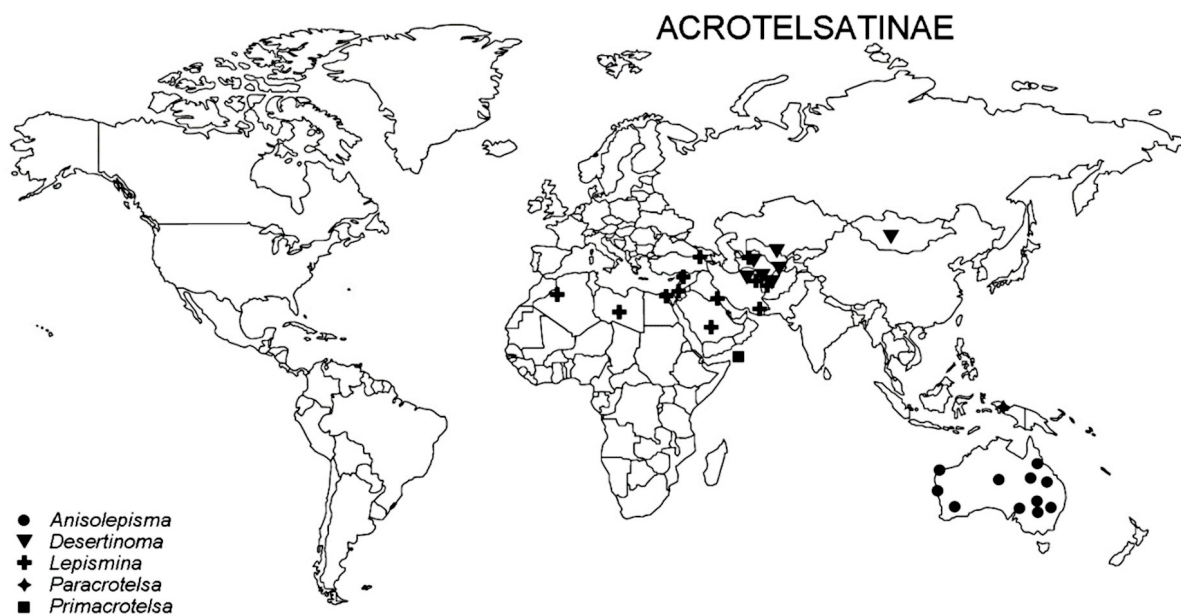 ACROTELSATINAE
Anisolepisma
Desertinoma
Lepismina
Paracrotelsa
Primacrotelsa